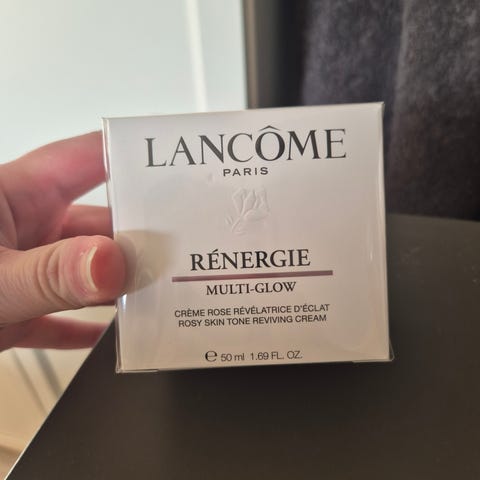 LANCÔME
PARIS
RÉNERGIE
MULTI-GLOW
CRÈME ROSE RÉVÉLATRICE D'ÉCLAT
ROSY SKIN TONE REVIVING CREAM
℮ 50 ml 1.69 FL. OZ.